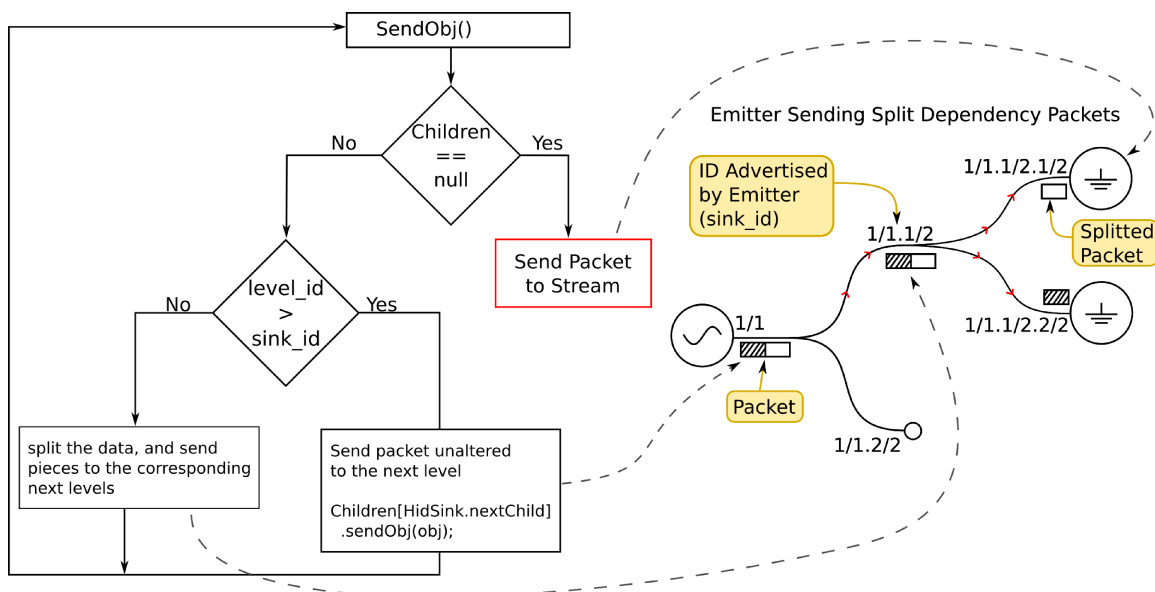 SendObj()
Children
==
null
No
Yes
level_id
>
sink_id
No
Yes
Send Packet
to Stream
split the data, and send
pieces to the corresponding
next levels
Send packet unaltered
to the next level
Children[HidSink.nextChild]
.sendObj(obj);
Emitter Sending Split Dependency Packets
ID Advertised
by Emitter
(sink_id)
1/1.1/2.1/2
Splitted
Packet
1/1.1/2
1/1.1/2.2/2
1/1
Packet
1/1.2/2